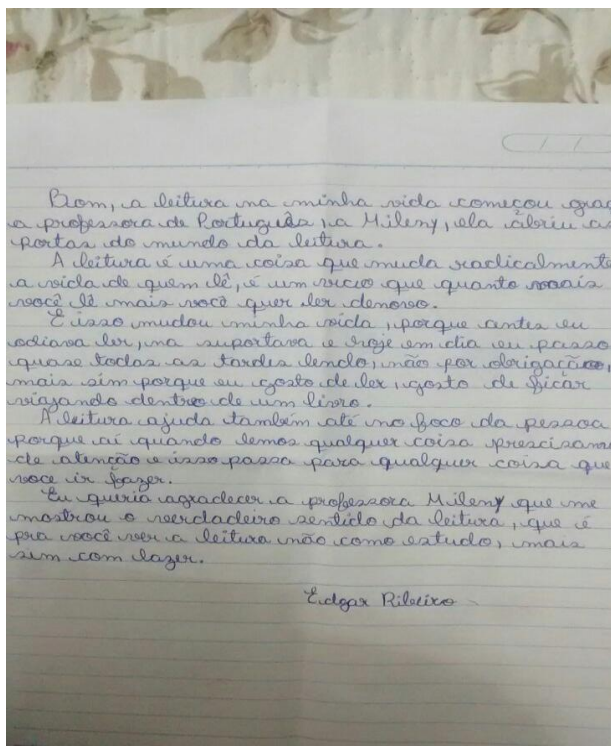 Bom, a leitura na minha vida começou graç
a professora de Português, a Mileny, ela abriu as
portas do mundo da leitura.
A leitura é uma coisa que muda radicalmente
a vida de quem lê, é um vicio que quanto mais
você lê mais você quer ler denovo.
E isso mudou minha vida, porque antes eu
odiava ler, na suportava e hoje em dia eu passo
quase todas as tardes lendo, não por obrigação,
mais sim porque eu gosto de ler, gosto de ficar
viajando dentro de um livro.
A leitura ajuda também até no foco da pessoa
porque aí quando lemos qualquer coisa prescisam
de atenção e isso passa para qualquer coisa que
voce ir fazer.
Eu queria agradecer a professora Mileny que me
mostrou o verdadeiro sentido da leitura, que é
pra você ver a leitura não como estudo, mais
sim com lazer.
Edgar Ribeiro